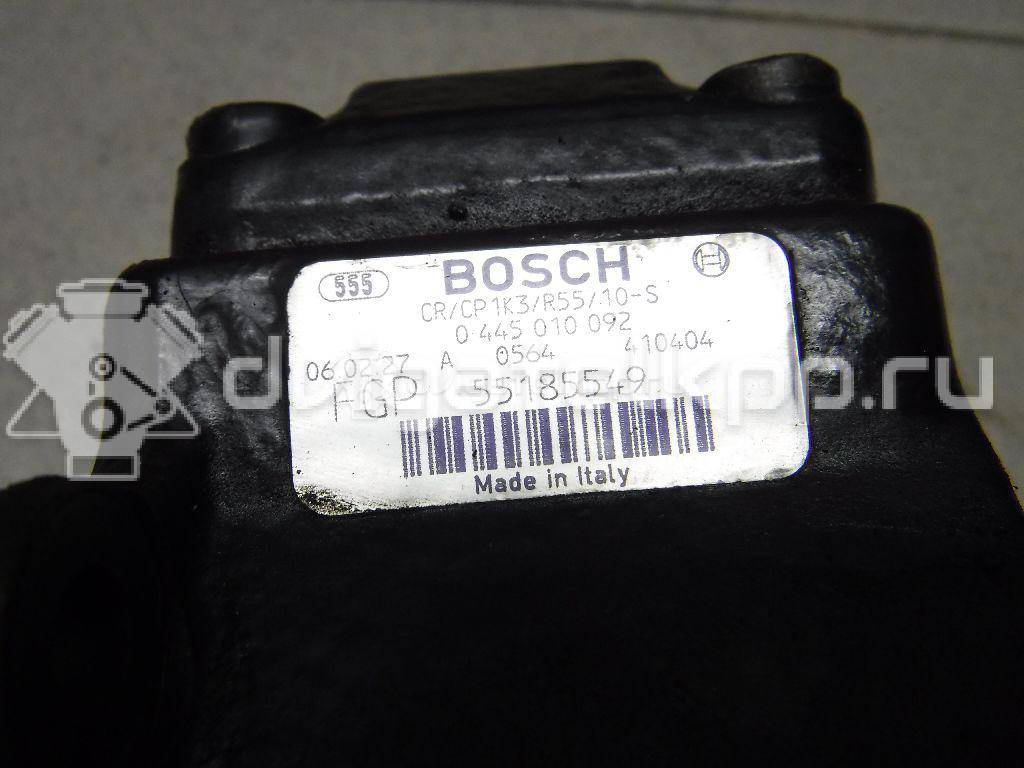 555 BOSCH
CR/CP1K3/R55/10-S
0 445 010 092
06.02.27 A 0564 410404
FGP 55185549
Made in Italy